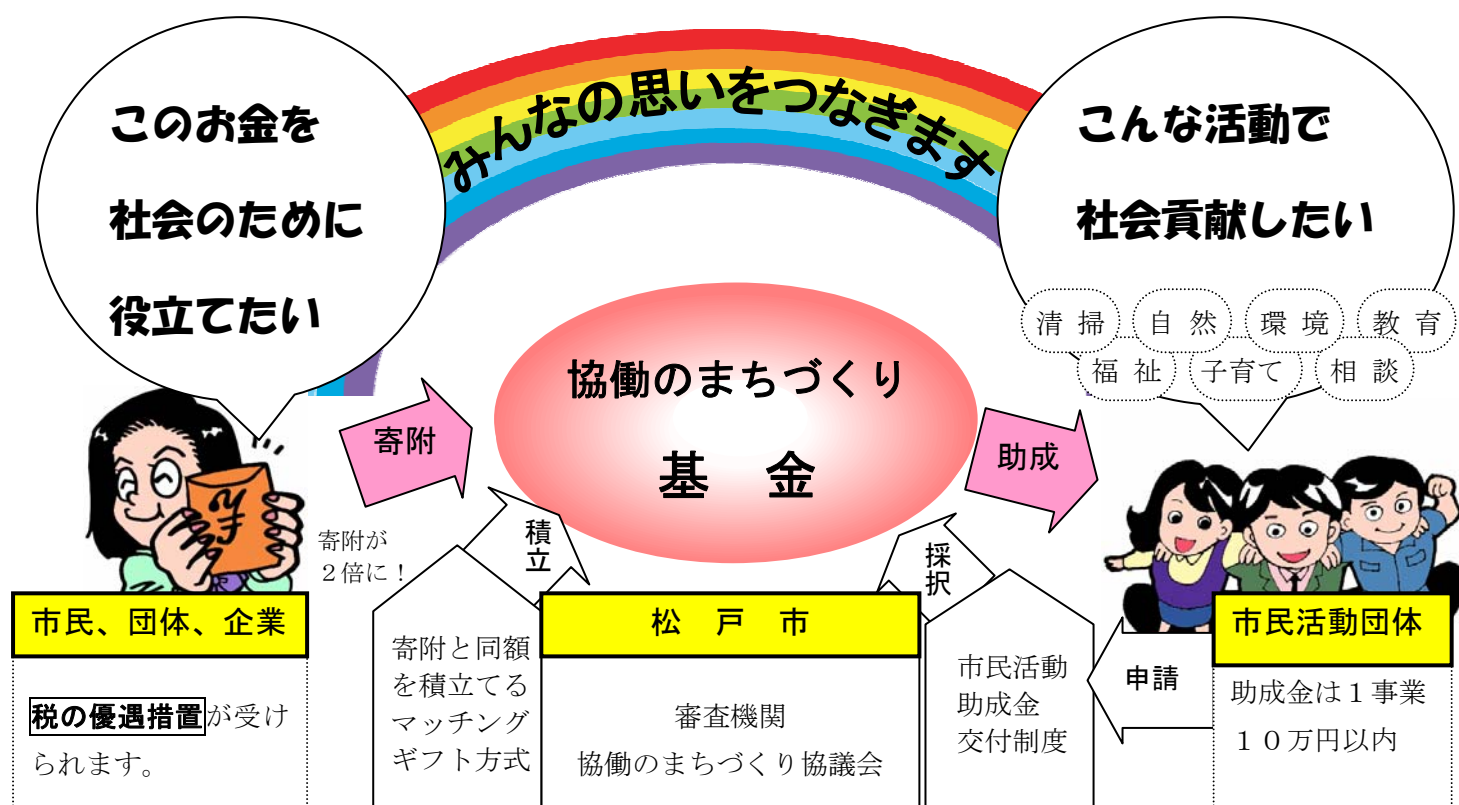 みんなの思いをつなぎます
このお金を
社会のために
役立てたい
こんな活動で
社会貢献したい
清 掃
自 然
環 境
教 育
福 祉
子育て
相 談
協働のまちづくり
基 金
寄附
助成
寄附が
２倍に！
積立
採択
市民、団体、企業
税の優遇措置が受け
られます。
寄附と同額
を積立てる
マッチング
ギフト方式
松 戸 市
審査機関
協働のまちづくり協議会
市民活動
助成金
交付制度
申請
市民活動団体
助成金は１事業
１０万円以内